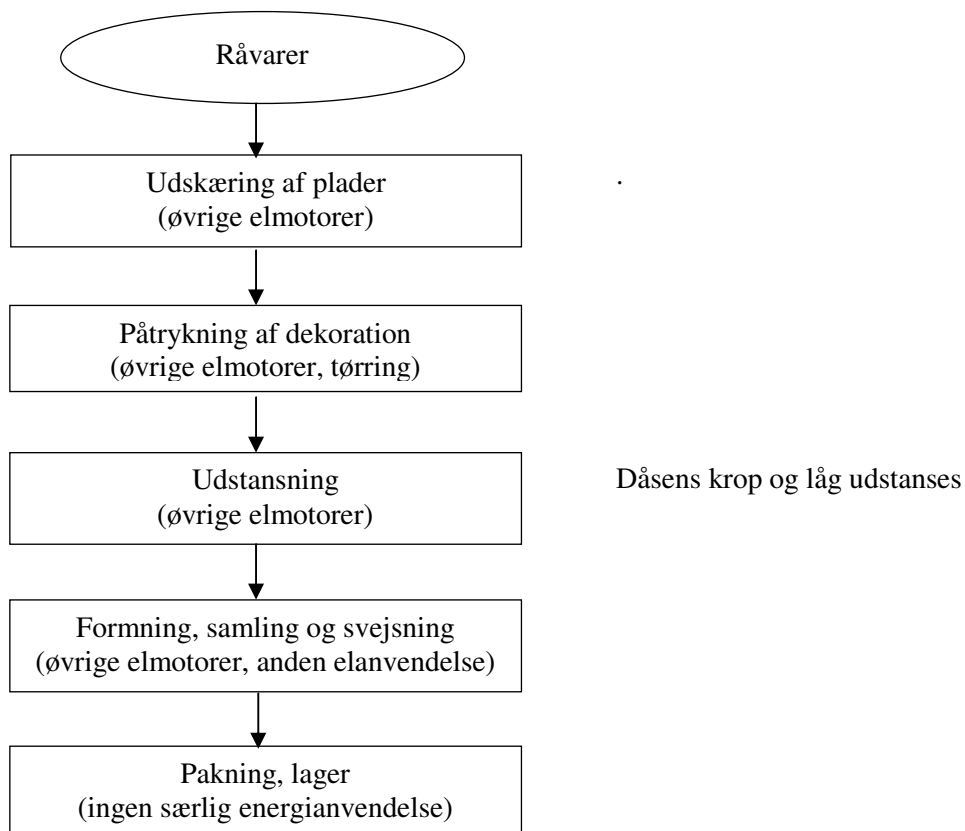 Råvarer
Udskæring af plader
(øvrige elmotorer)
.
Påtrykning af dekoration
(øvrige elmotorer, tørring)
Udstansning
(øvrige elmotorer)
Dåsens krop og låg udstanses
Formning, samling og svejsning
(øvrige elmotorer, anden elanvendelse)
Pakning, lager
(ingen særlig energianvendelse)